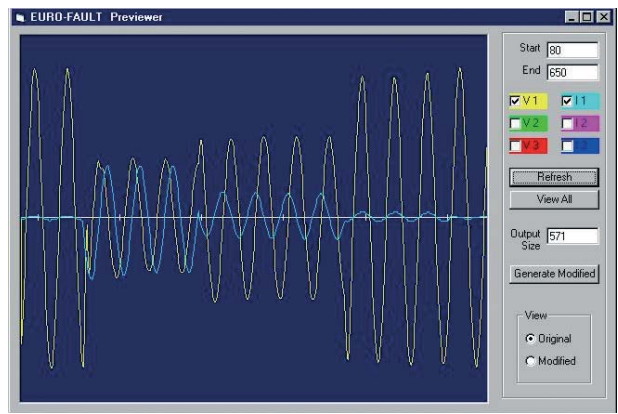 EURO-FAULT Previewer
Start 80
End 650
V 1 I 1
V 2 I 2
V 3
Refresh
View All
Output Size 571
Generate Modified
View
Original
Modified